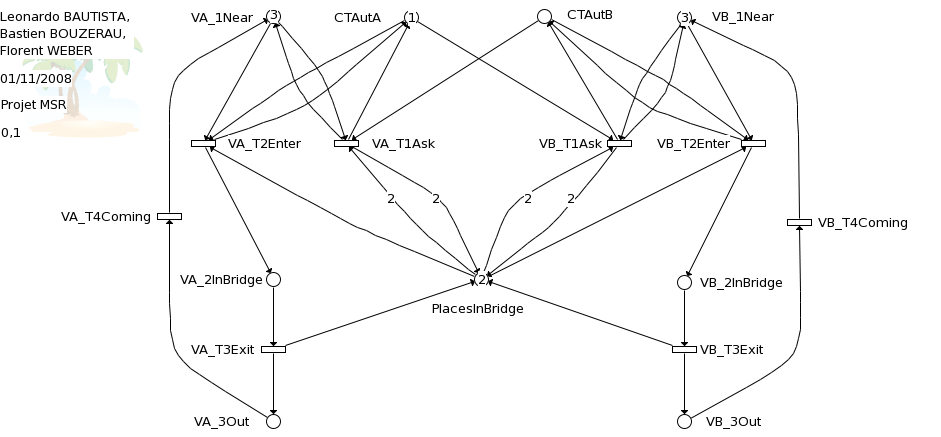 Leonardo BAUTISTA,
Bastien BOUZERAU,
Florent WEBER
01/11/2008
Projet MSR
0,1
VA_1Near
3
CTAutA
1
CTAutB
3
VB_1Near
VA_T2Enter
VA_T1Ask
VB_T1Ask
VB_T2Enter
2
2
2
2
VA_T4Coming
VB_T4Coming
VA_2InBridge
2
VB_2InBridge
PlacesInBridge
VA_T3Exit
VB_T3Exit
VA_3Out
VB_3Out